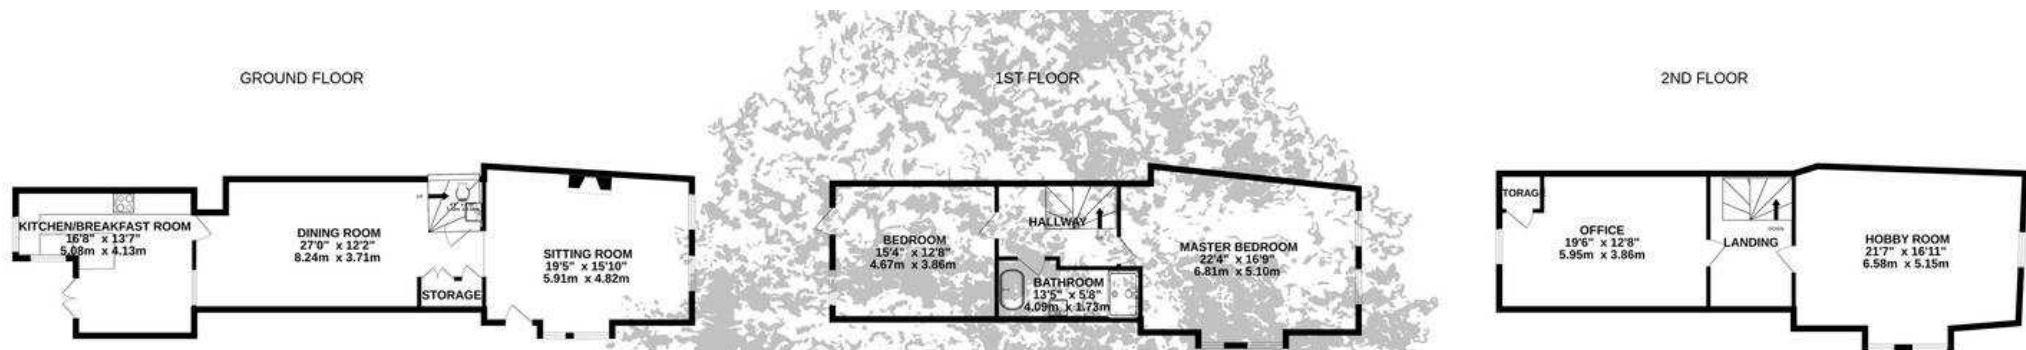 GROUND FLOOR
KITCHEN/BREAKFAST ROOM
16'8" x 13'7"
5.08m x 4.13m
DINING ROOM
27'0" x 12'2"
8.24m x 3.71m
STORAGE
SITTING ROOM
19'5" x 15'10"
5.91m x 4.82m
1ST FLOOR
BEDROOM
15'4" x 12'8"
4.67m x 3.86m
HALLWAY
BATHROOM
13'5" x 5'8"
4.09m x 1.73m
MASTER BEDROOM
22'4" x 16'9"
6.81m x 5.10m
2ND FLOOR
TORAG
OFFICE
19'6" x 12'8"
5.95m x 3.86m
DOWN
LANDING
HOBBY ROOM
21'7" x 16'11"
6.58m x 5.15m